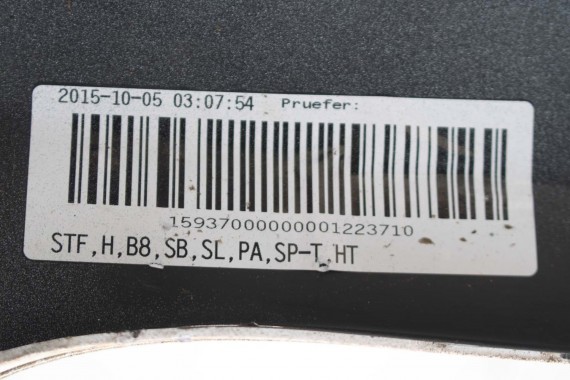 2015-10-05 03:07:54 Pruefer:
15937000000001223710
STF,H,B8,SB,SL,PA,SP-T,HT